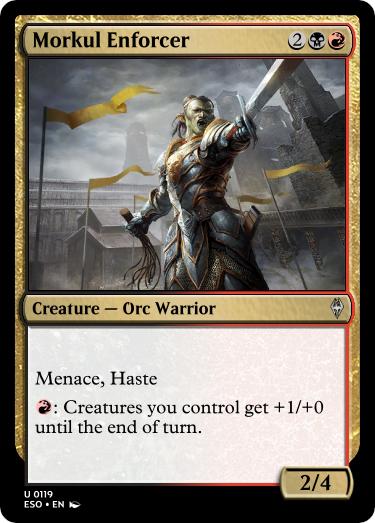 Morkul Enforcer 2
Creature — Orc Warrior
Menace, Haste
: Creatures you control get +1/+0
until the end of turn.
2/4
U 0119
ESO • EN